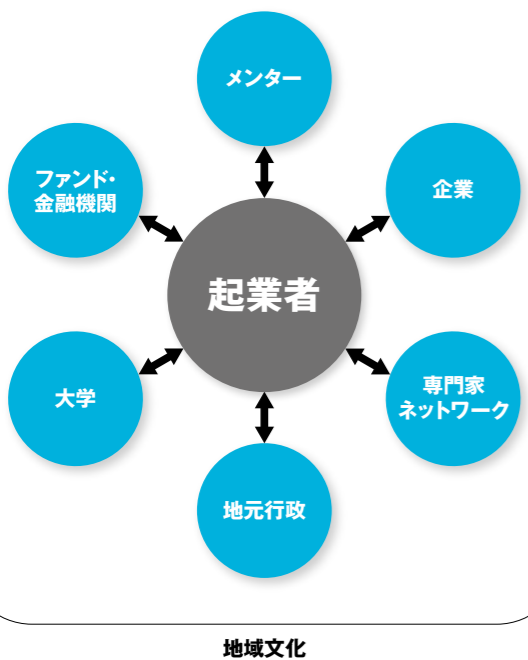 メンター
ファンド・
金融機関
企業
起業者
大学
専門家
ネットワーク
地元行政
地域文化